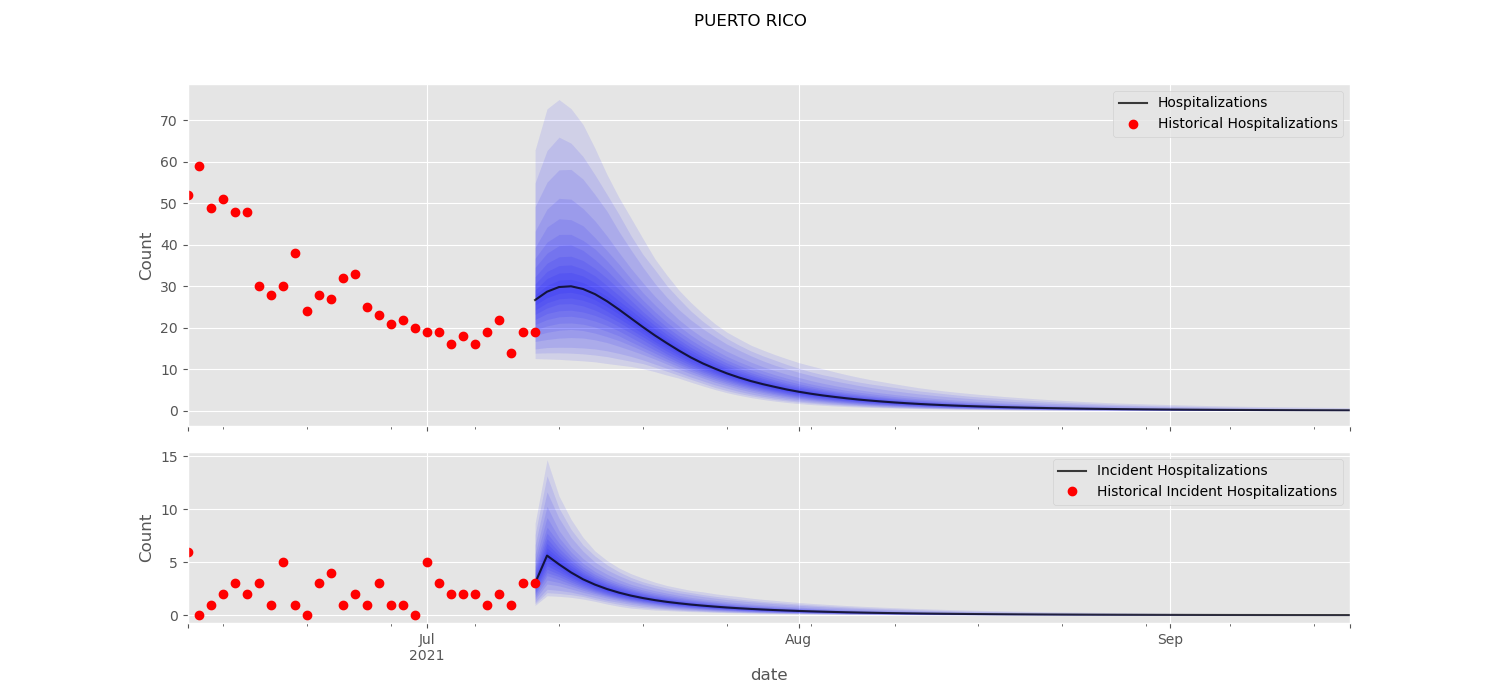 PUERTO RICO
Hospitalizations
Historical Hospitalizations
Count
70
60
50
40
30
20
10
0
Incident Hospitalizations
Historical Incident Hospitalizations
Count
15
10
5
0
Jul
2021
Aug
Sep
date